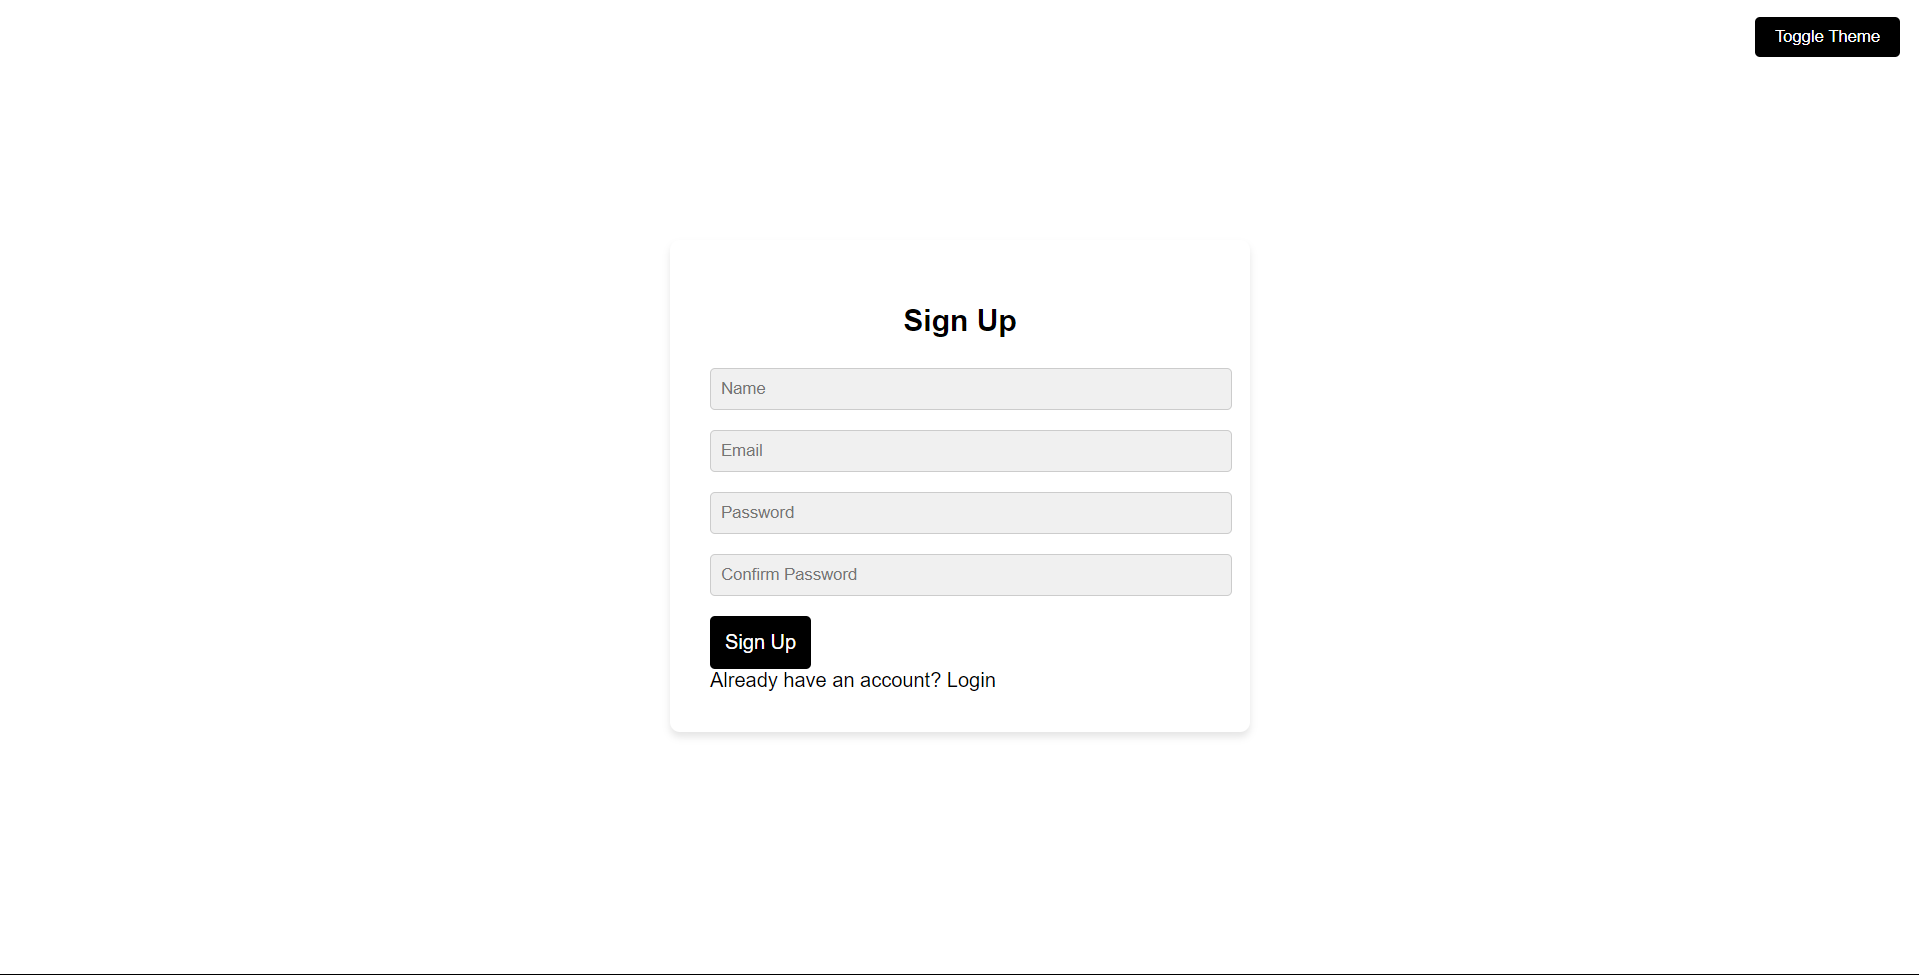 Toggle Theme
Sign Up
Name
Email
Password
Confirm Password
Sign Up
Already have an account? Login